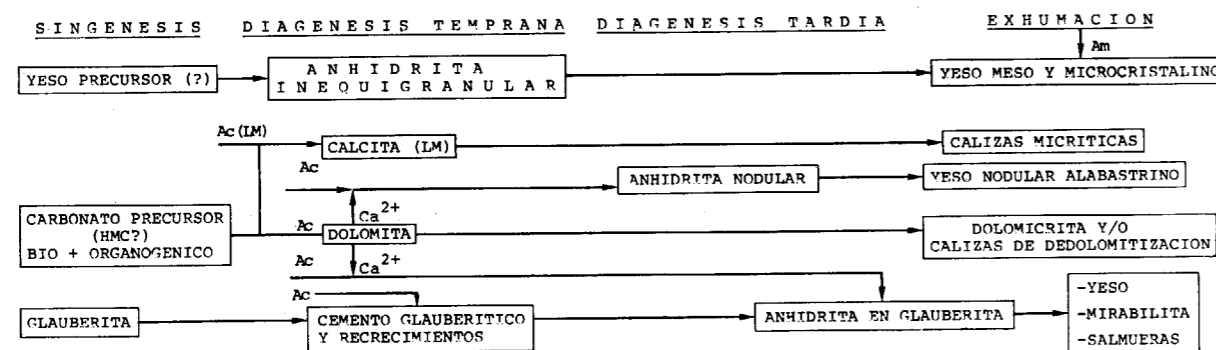 SINGENESIS DIAGENESIS TEMPRANA DIAGENESIS TARDIA EXHUMACION
Am
YESO PRECURSOR (?)
ANHIDRITA
INEQUIGRANULAR
YESO MESO Y MICROCRISTALINO
Ac(LM)
CALCITA (LM)
CALIZAS MICRITICAS
Ac
ANHIDRITA NODULAR
YESO NODULAR ALABASTRINO
Ca2+
CARBONATO PRECURSOR
(HMC?)
BIO + ORGANOGENICO
Ac
DOLOMITA
DOLOMICRITA Y/O
CALIZAS DE DEDOLOMITIZACION
Ac
Ca2+
Ac
GLAUBERITA
CEMENTO GLAUBERITICO
Y RECRECIMIENTOS
ANHIDRITA EN GLAUBERITA
-YESO
-MIRABILITA
-SALMUERAS